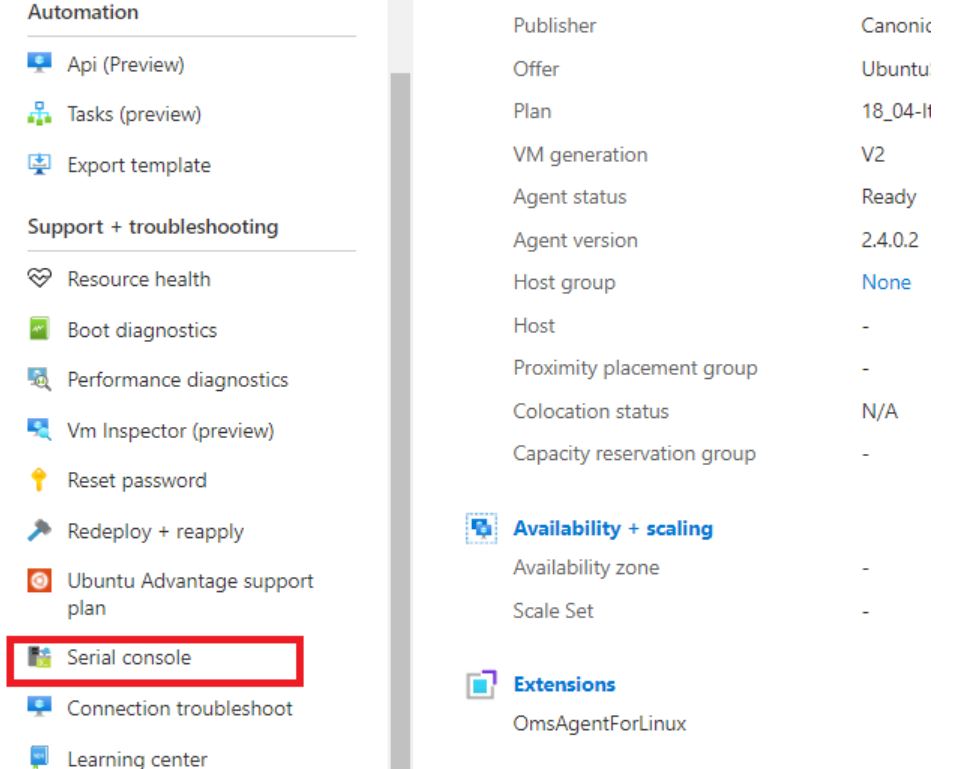 Automation
Api (Preview)
Tasks (preview)
Export template
Support + troubleshooting
Resource health
Boot diagnostics
Performance diagnostics
Vm Inspector (preview)
Reset password
Redeploy + reapply
Ubuntu Advantage support
plan
Serial console
Connection troubleshoot
Learning center
Publisher Canonic
Offer Ubuntu
Plan 18_04-lt
VM generation V2
Agent status Ready
Agent version 2.4.0.2
Host group None
Host -
Proximity placement group -
Colocation status N/A
Capacity reservation group -
Availability + scaling
Availability zone -
Scale Set -
Extensions
OmsAgentForLinux